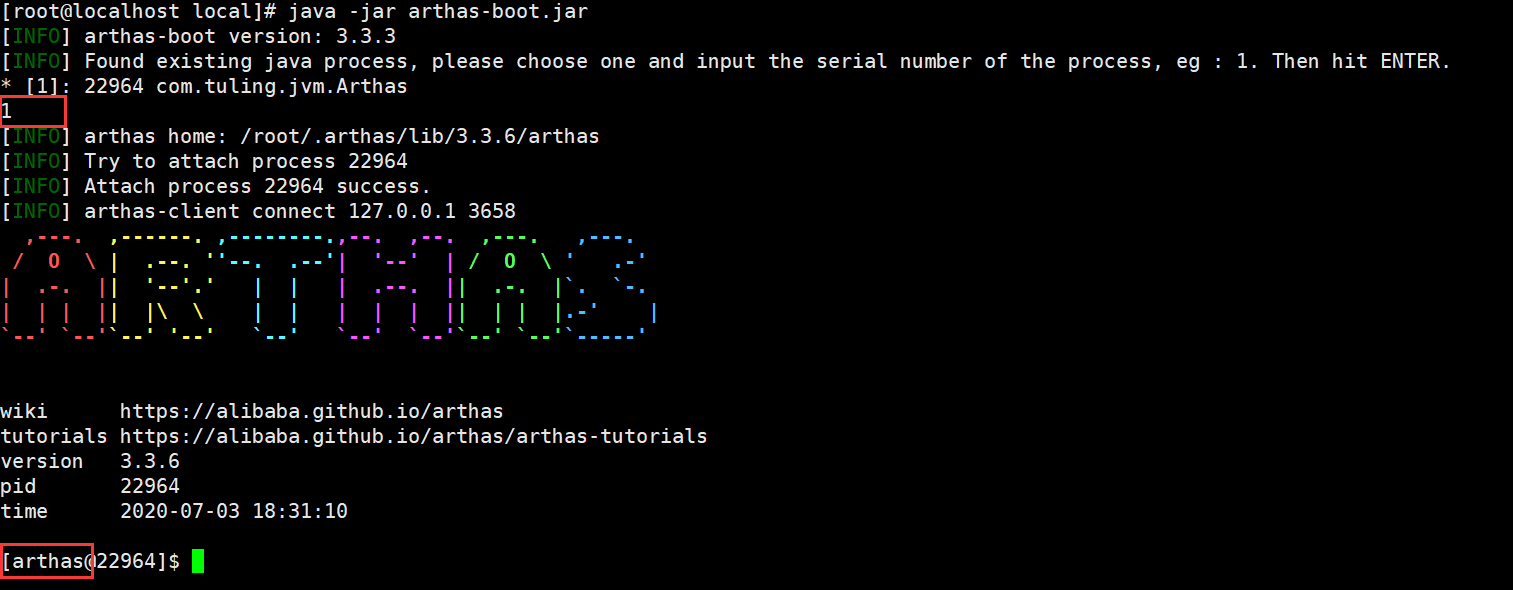 [root@localhost local]# java -jar arthas-boot.jar
[INFO] arthas-boot version: 3.3.3
[INFO] Found existing java process, please choose one and input the serial number of the process, eg : 1. Then hit ENTER.
* [1]: 22964 com.tuling.jvm.Arthas
1
[INFO] arthas home: /root/.arthas/lib/3.3.6/arthas
[INFO] Try to attach process 22964
[INFO] Attach process 22964 success.
[INFO] arthas-client connect 127.0.0.1 3658
  ,---.  ,------. ,--------.,--.  ,--.  ,---.   ,---.
 /  O  \ |  .--. ''--.  .--'|  '--'  | /  O  \ '   .-'
|  .-.  ||  '--'.'   |  |   |  .--.  ||  .-.  |`.  `-.
|  | |  ||  |\  \    |  |   |  |  |  ||  | |  |.-'    |
`--' `--'`--' '--'   `--'   `--'  `--'`--' `--'`-----'
wiki      https://alibaba.github.io/arthas
tutorials https://alibaba.github.io/arthas/arthas-tutorials
version   3.3.6
pid       22964
time      2020-07-03 18:31:10
[arthas@22964]$